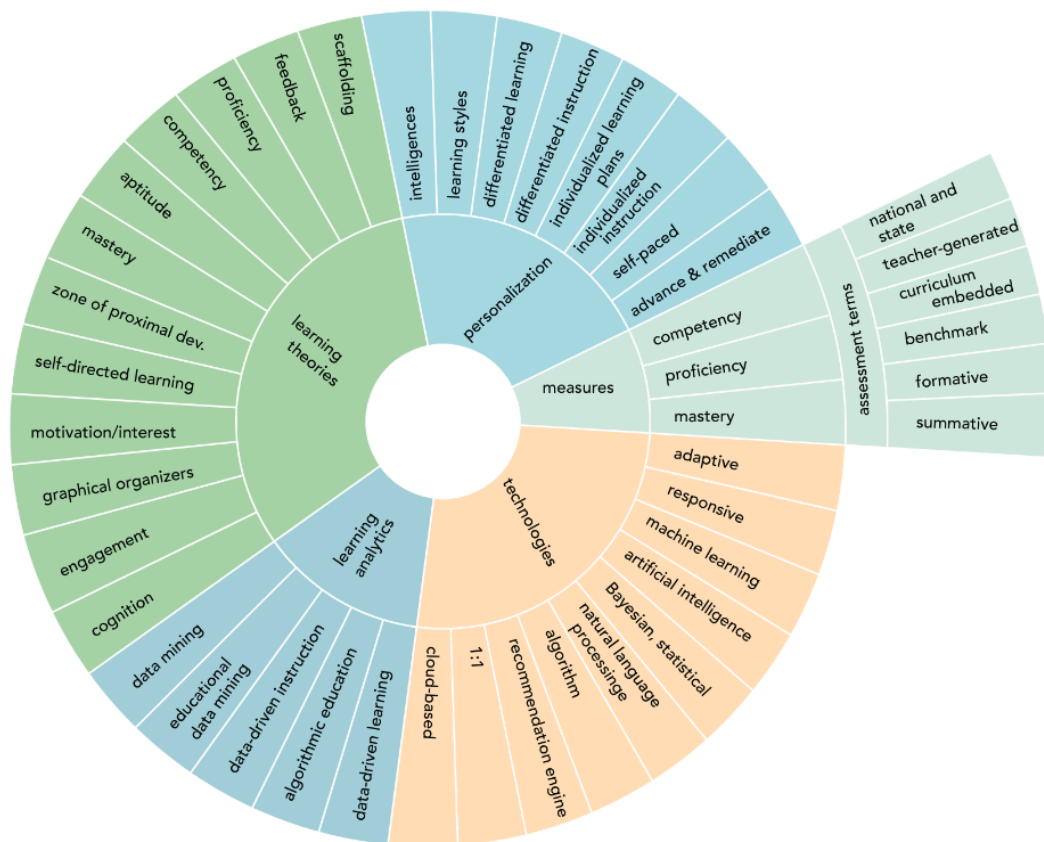 learning
theories
scaffolding
feedback
proficiency
competency
aptitude
mastery
zone of proximal dev.
self-directed learning
motivation/interest
graphical organizers
engagement
cognition
personalization
intelligences
learning styles
differentiated learning
differentiated instruction
individualized learning
plans
individualized
instruction
self-paced
advance & remediate
measures
competency
proficiency
mastery
assessment terms
national and
state
teacher-generated
curriculum
embedded
benchmark
formative
summative
technologies
adaptive
responsive
machine learning
artificial intelligence
Bayesian, statistical
natural language
processinge
algorithm
recommendation engine
1:1
cloud-based
learning
analytics
data-driven learning
algorithmic education
data-driven instruction
educational
data mining
data mining